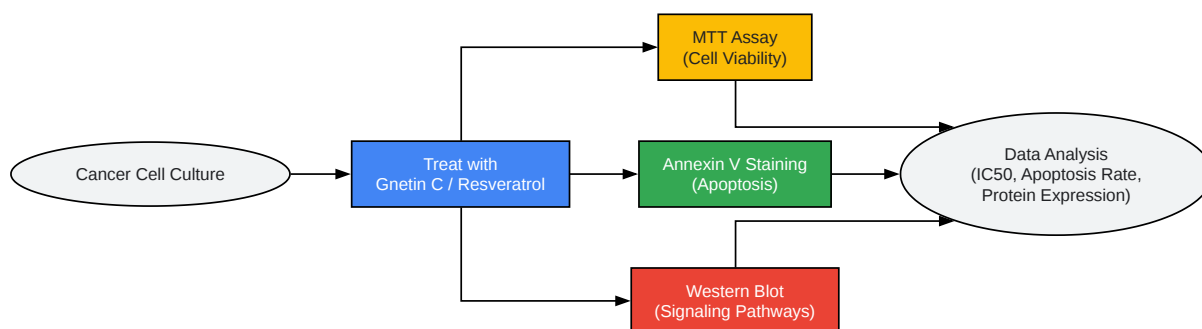 Cancer Cell Culture
Treat with
Gnetin C / Resveratrol
MTT Assay
(Cell Viability)
Annexin V Staining
(Apoptosis)
Western Blot
(Signaling Pathways)
Data Analysis
(IC50, Apoptosis Rate,
Protein Expression)